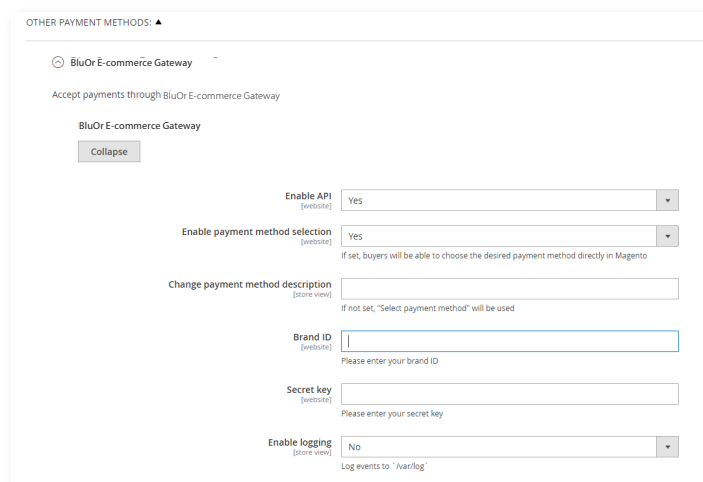 OTHER PAYMENT METHODS:
BluOr E-commerce Gateway
Accept payments through BluOr E-commerce Gateway
BluOr E-commerce Gateway
Collapse
Enable API
[website]
Yes
Enable payment method selection
[website]
Yes
If set, buyers will be able to choose the desired payment method directly in Magento
Change payment method description
[store view]
If not set, "Select payment method" will be used
Brand ID
[website]
Please enter your brand ID
Secret key
[website]
Please enter your secret key
Enable logging
[store view]
No
Log events to `/var/log`